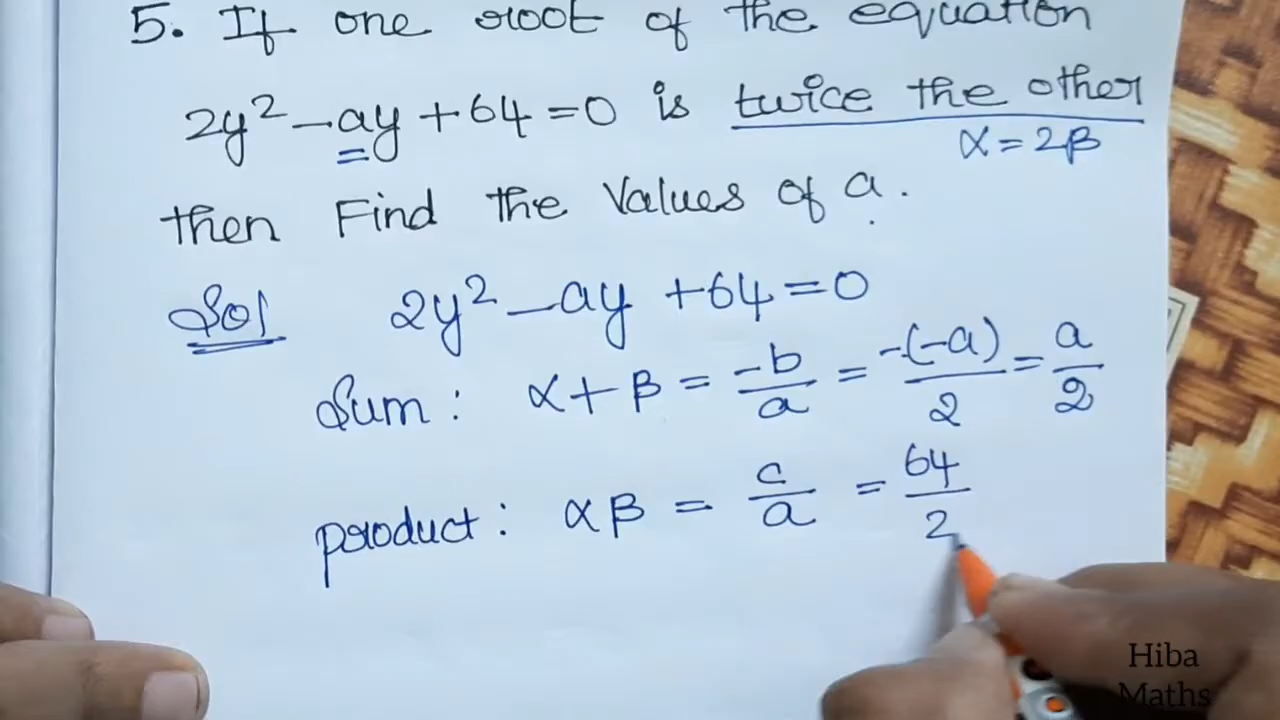 5. If one root of the equation
2y² - ay + 64 = 0 is twice the other
α = 2β
then Find the Values of a.
Sol 2y² - ay + 64 = 0
Sum : α + β = -b/a = -(-a)/2 = a/2
product : αβ = c/a = 64/2
Hiba
Maths